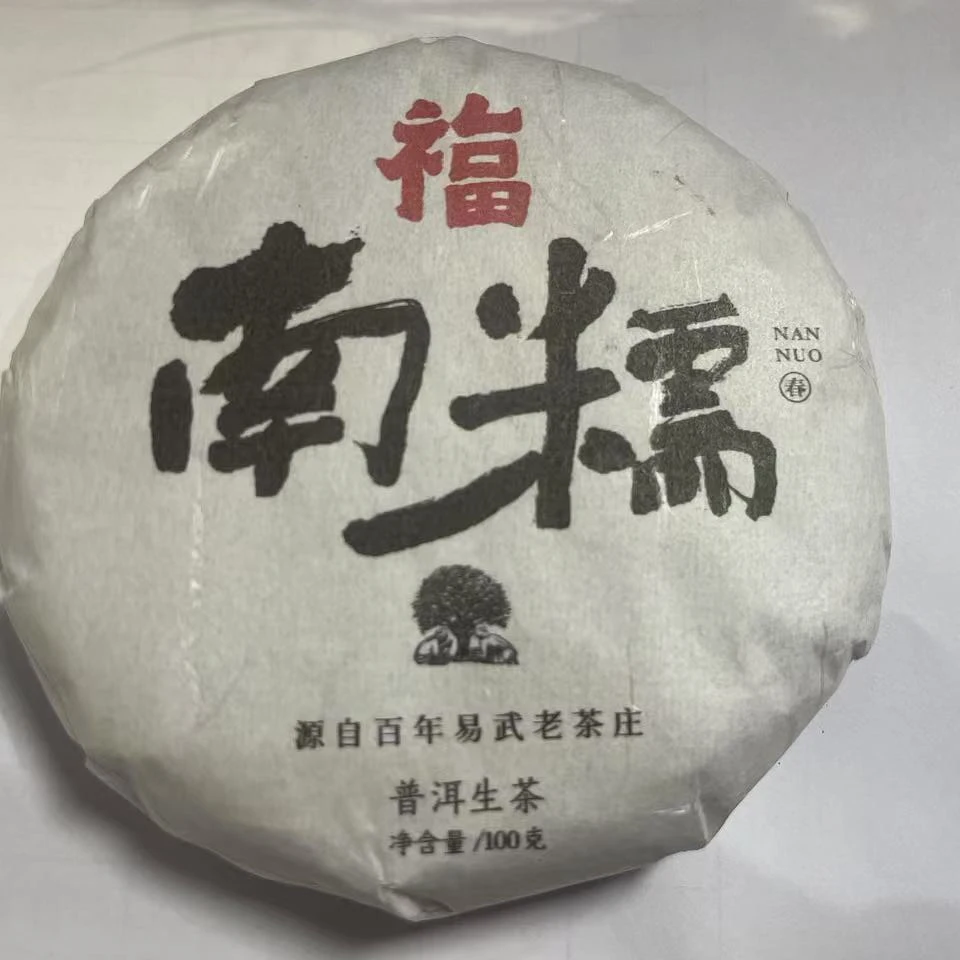 福
南糯
NAN
NUO
春
源自百年易武老茶庄
普洱生茶
净含量/100克